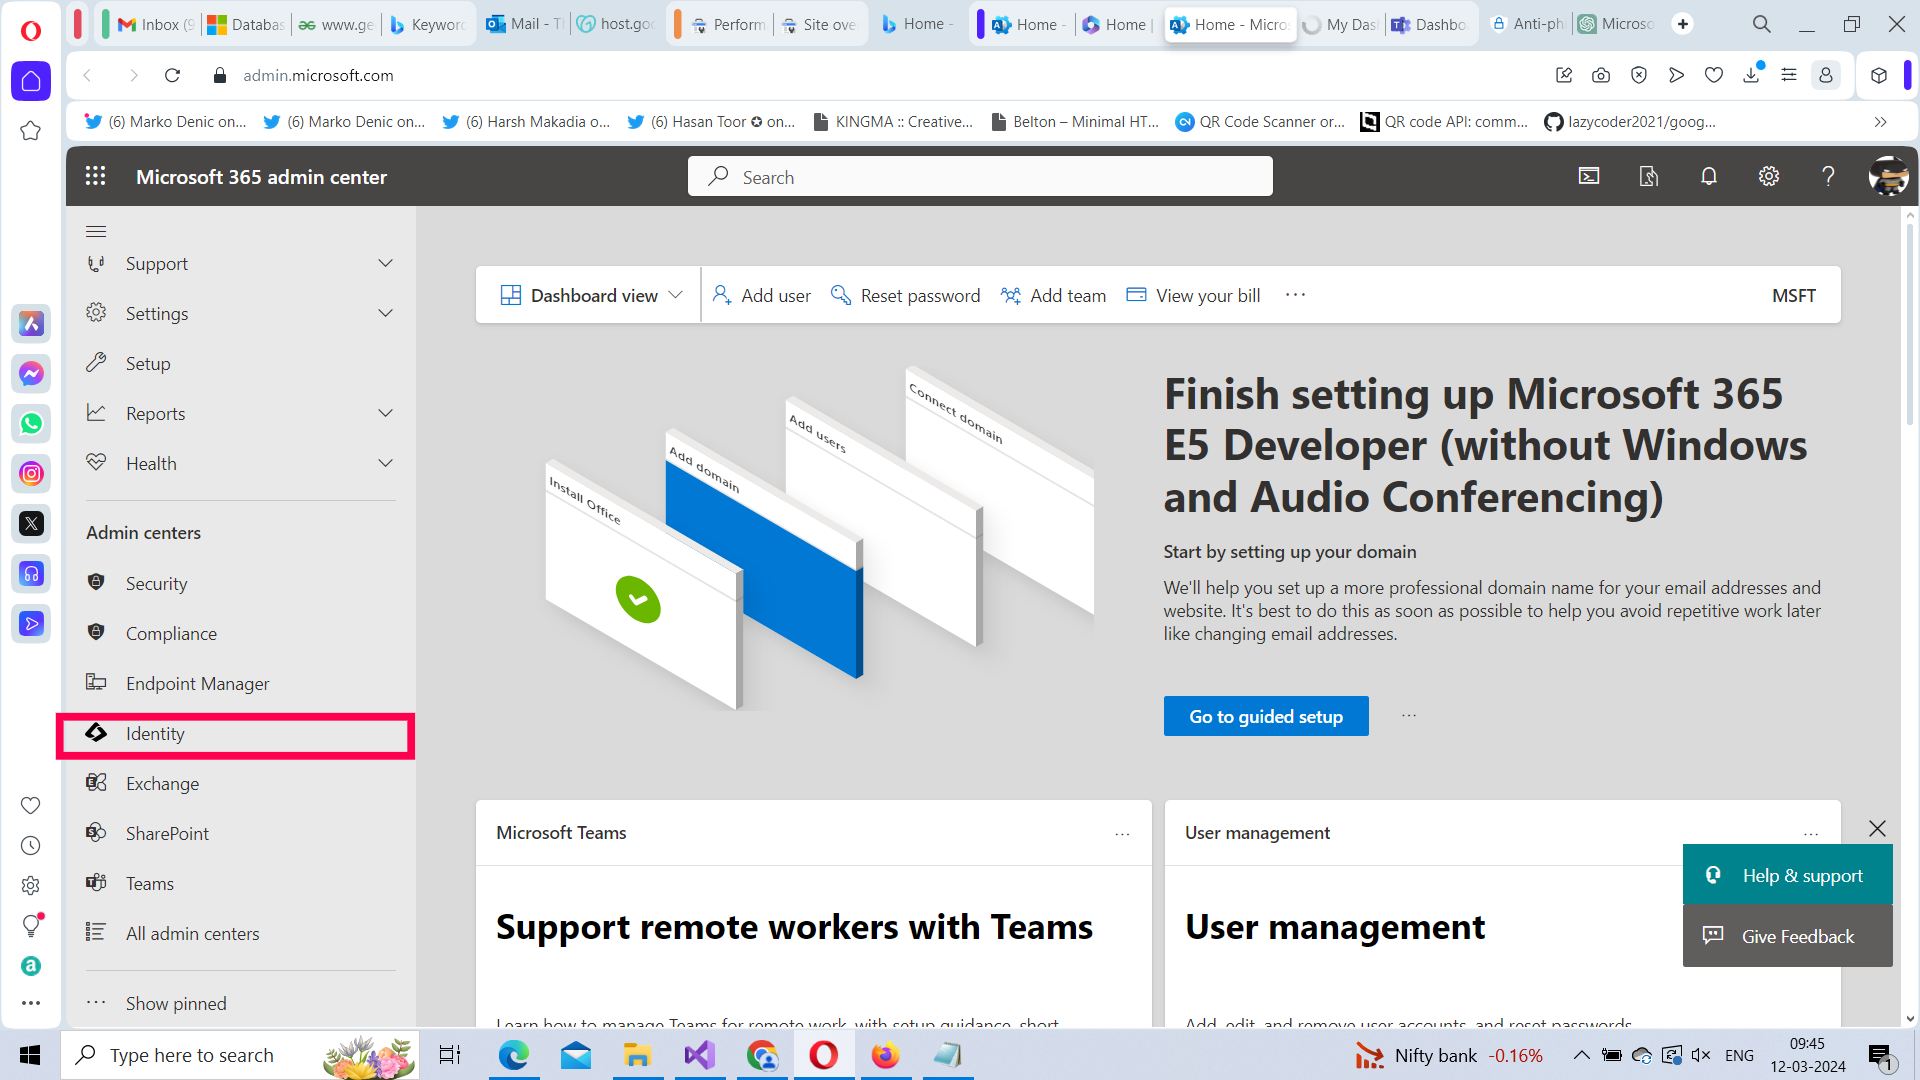 Inbox (9
Databas
www.ge
Keyword
Mail - T
host.go
Perform
Site ove
Home -
Home -
Home |
Home - Micros
My Das
Dashbo
Anti-ph
Microso
admin.microsoft.com
(6) Marko Denic on...
(6) Marko Denic on...
(6) Harsh Makadia o...
(6) Hasan Toor ✪ on...
KINGMA :: Creative...
Belton – Minimal HT...
QR Code Scanner or...
QR code API: comm...
lazycoder2021/goog...
Microsoft 365 admin center
Search
Support
Settings
Setup
Reports
Health
Admin centers
Security
Compliance
Endpoint Manager
Identity
Exchange
SharePoint
Teams
All admin centers
Show pinned
Dashboard view
Add user
Reset password
Add team
View your bill
MSFT
Install Office
Add domain
Add users
Connect domain
Finish setting up Microsoft 365
E5 Developer (without Windows
and Audio Conferencing)
Start by setting up your domain
We'll help you set up a more professional domain name for your email addresses and
website. It's best to do this as soon as possible to help you avoid repetitive work later
like changing email addresses.
Go to guided setup
Microsoft Teams
Support remote workers with Teams
Learn how to manage Teams for remote work, with setup guidance, short
User management
User management
Add, edit, and remove user accounts, and reset passwords
Help & support
Give Feedback
Type here to search
Nifty bank -0.16%
ENG
09:45
12-03-2024
1